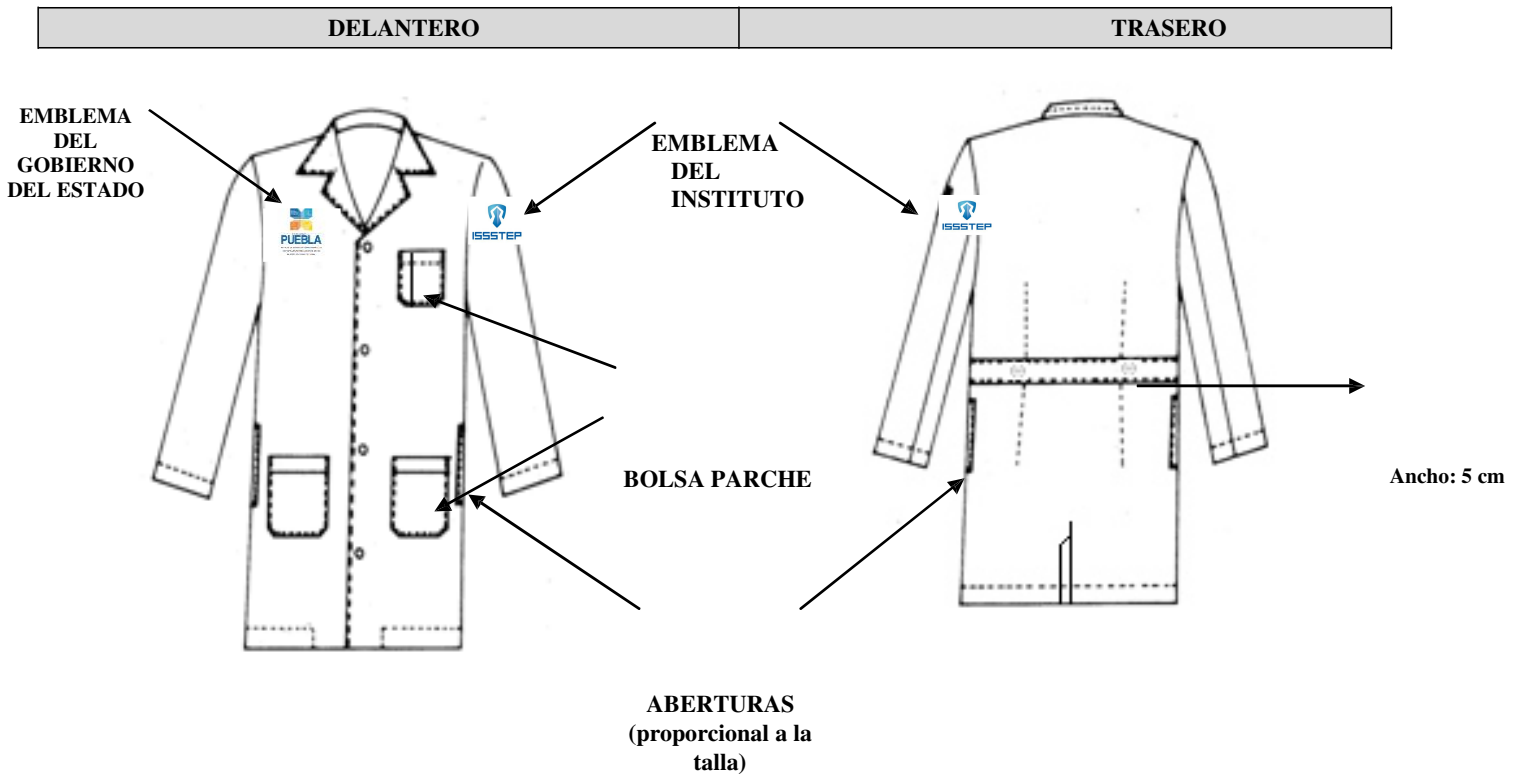 DELANTERO
TRASERO
EMBLEMA
DEL
GOBIERNO
DEL ESTADO
EMBLEMA
DEL
INSTITUTO
PUEBLA
ISSSTEP
ISSSTEP
BOLSA PARCHE
Ancho: 5 cm
ABERTURAS
(proporcional a la
talla)